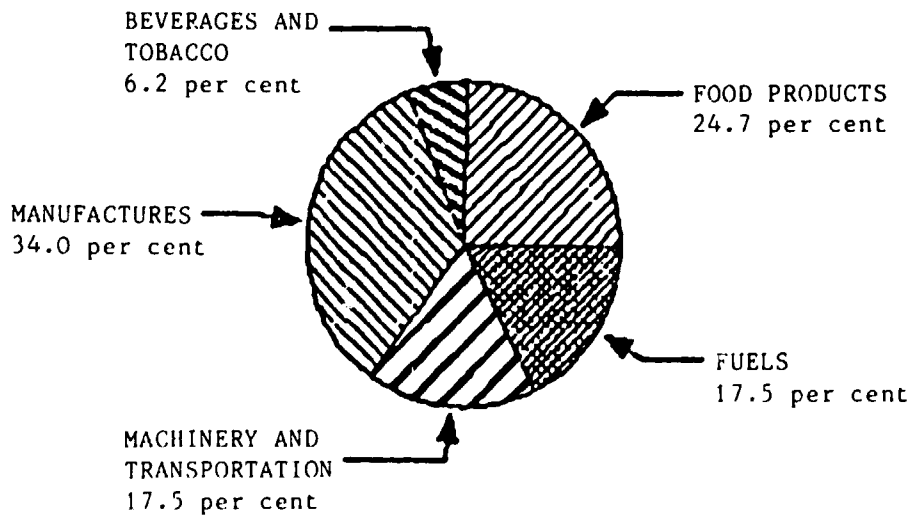 BEVERAGES AND
TOBACCO
6.2 per cent
FOOD PRODUCTS
24.7 per cent
MANUFACTURES
34.0 per cent
FUELS
17.5 per cent
MACHINERY AND
TRANSPORTATION
17.5 per cent